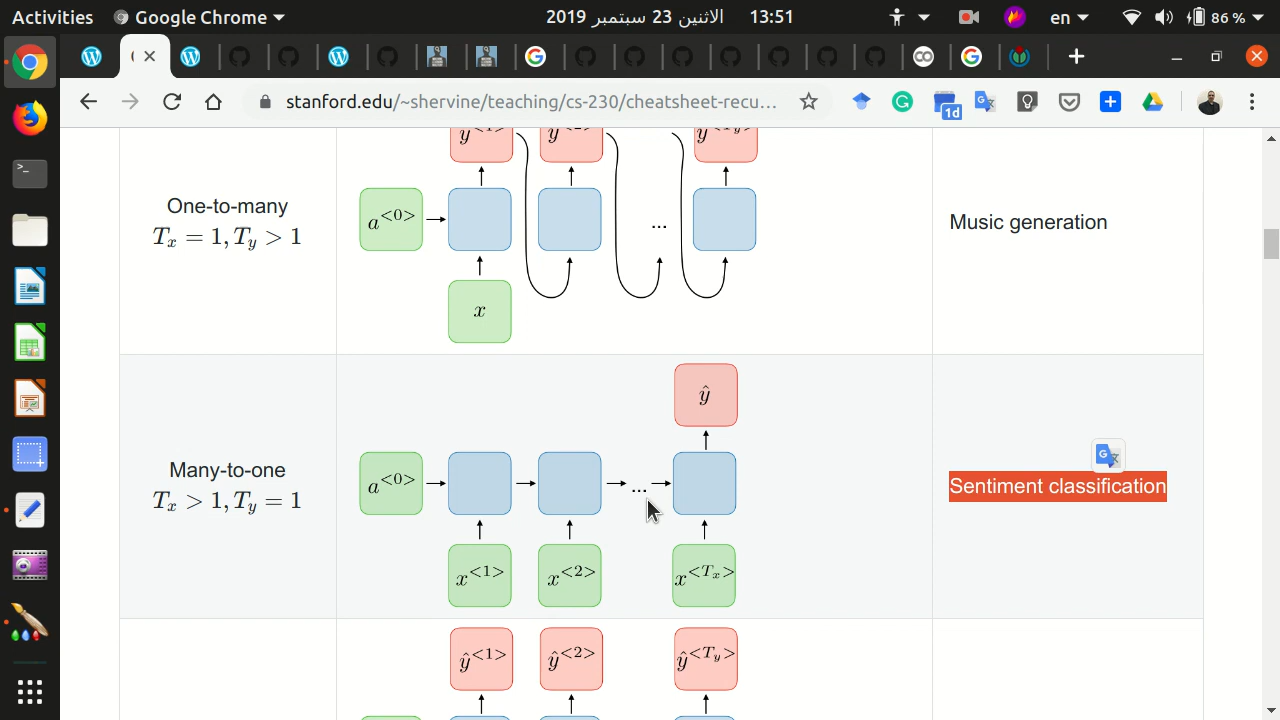 Activities
Google Chrome
الاثنين 23 سبتمبر 2019 13:51
en
86 %
stanford.edu/~shervine/teaching/cs-230/cheatsheet-recu...
1d
One-to-many
T_x = 1, T_y > 1
a^{<0>}
...
x
Music generation
Many-to-one
T_x > 1, T_y = 1
ŷ
a^{<0>}
...
x^{<1>} x^{<2>} x^{<T_x>}
Sentiment classification
ŷ^{<1>} ŷ^{<2>} ŷ^{<T_y>}